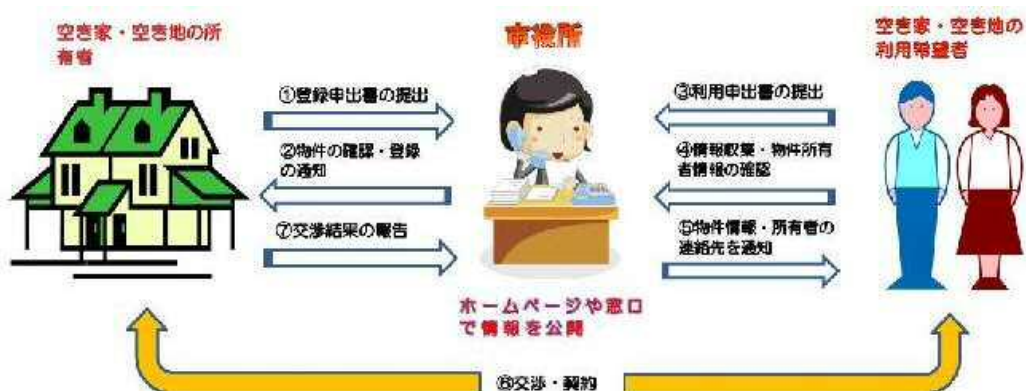 空き家・空き地の所
有者
市役所
空き家・空き地の
利用希望者
①登録申出書の提出
③利用申出書の提出
②物件の確認・登録
の通知
④情報収集・物件所有
者情報の確認
⑦交渉結果の報告
⑤物件情報・所有者の
連絡先を通知
ホームページや窓口
で情報を公開
⑥交渉・契約